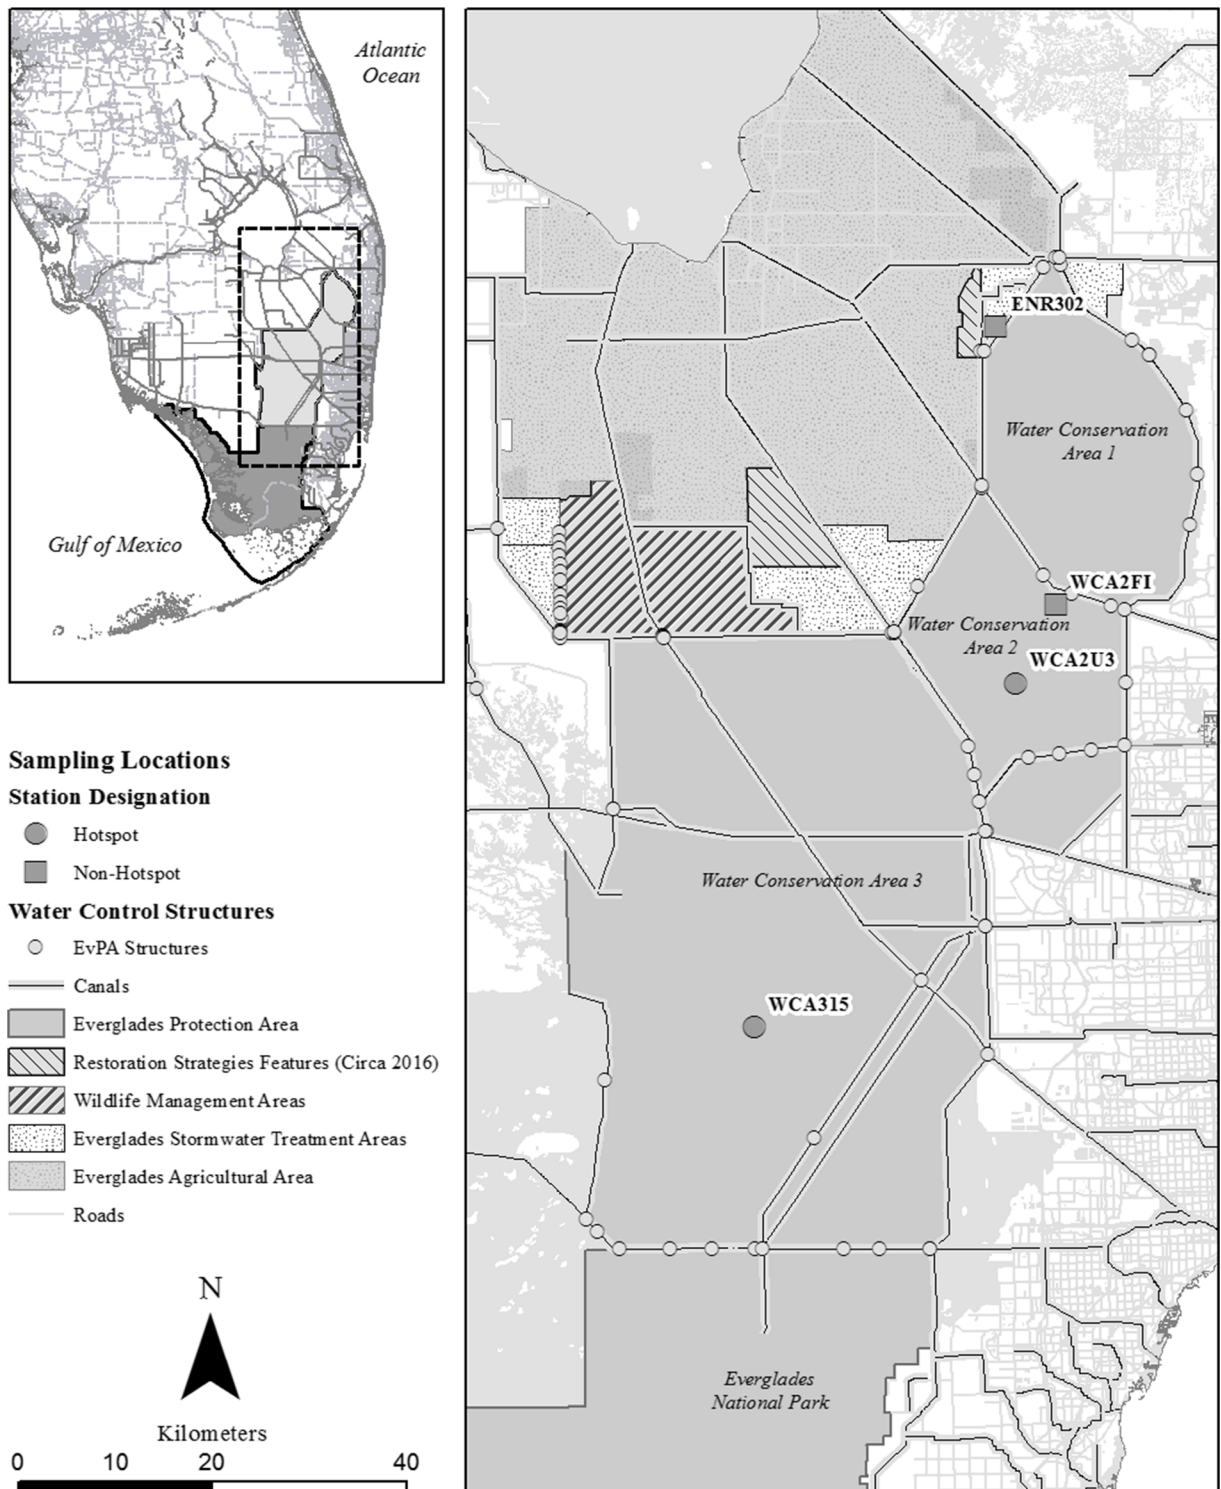 Atlantic
Ocean
Gulf of Mexico
Sampling Locations
Station Designation
Hotspot
Non-Hotspot
Water Control Structures
EvPA Structures
Canals
Everglades Protection Area
Restoration Strategies Features (Circa 2016)
Wildlife Management Areas
Everglades Stormwater Treatment Areas
Everglades Agricultural Area
Roads
N
Kilometers
0 10 20 40
ENR302
Water Conservation
Area 1
WCA2FI
Water Conservation
Area 2
WCA2U3
Water Conservation Area 3
WCA315
Everglades
National Park